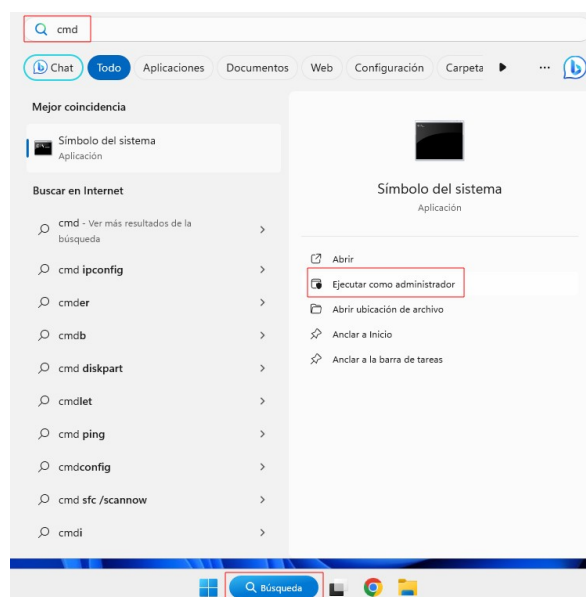 cmd
Chat Todo Aplicaciones Documentos Web Configuración Carpeta ...
Mejor coincidencia
Símbolo del sistema
Aplicación
Buscar en Internet
cmd - Ver más resultados de la
búsqueda
cmd ipconfig
cmder
cmdb
cmd diskpart
cmdlet
cmd ping
cmdconfig
cmd sfc /scannow
cmdi
Símbolo del sistema
Aplicación
Abrir
Ejecutar como administrador
Abrir ubicación de archivo
Anclar a Inicio
Anclar a la barra de tareas
Búsqueda